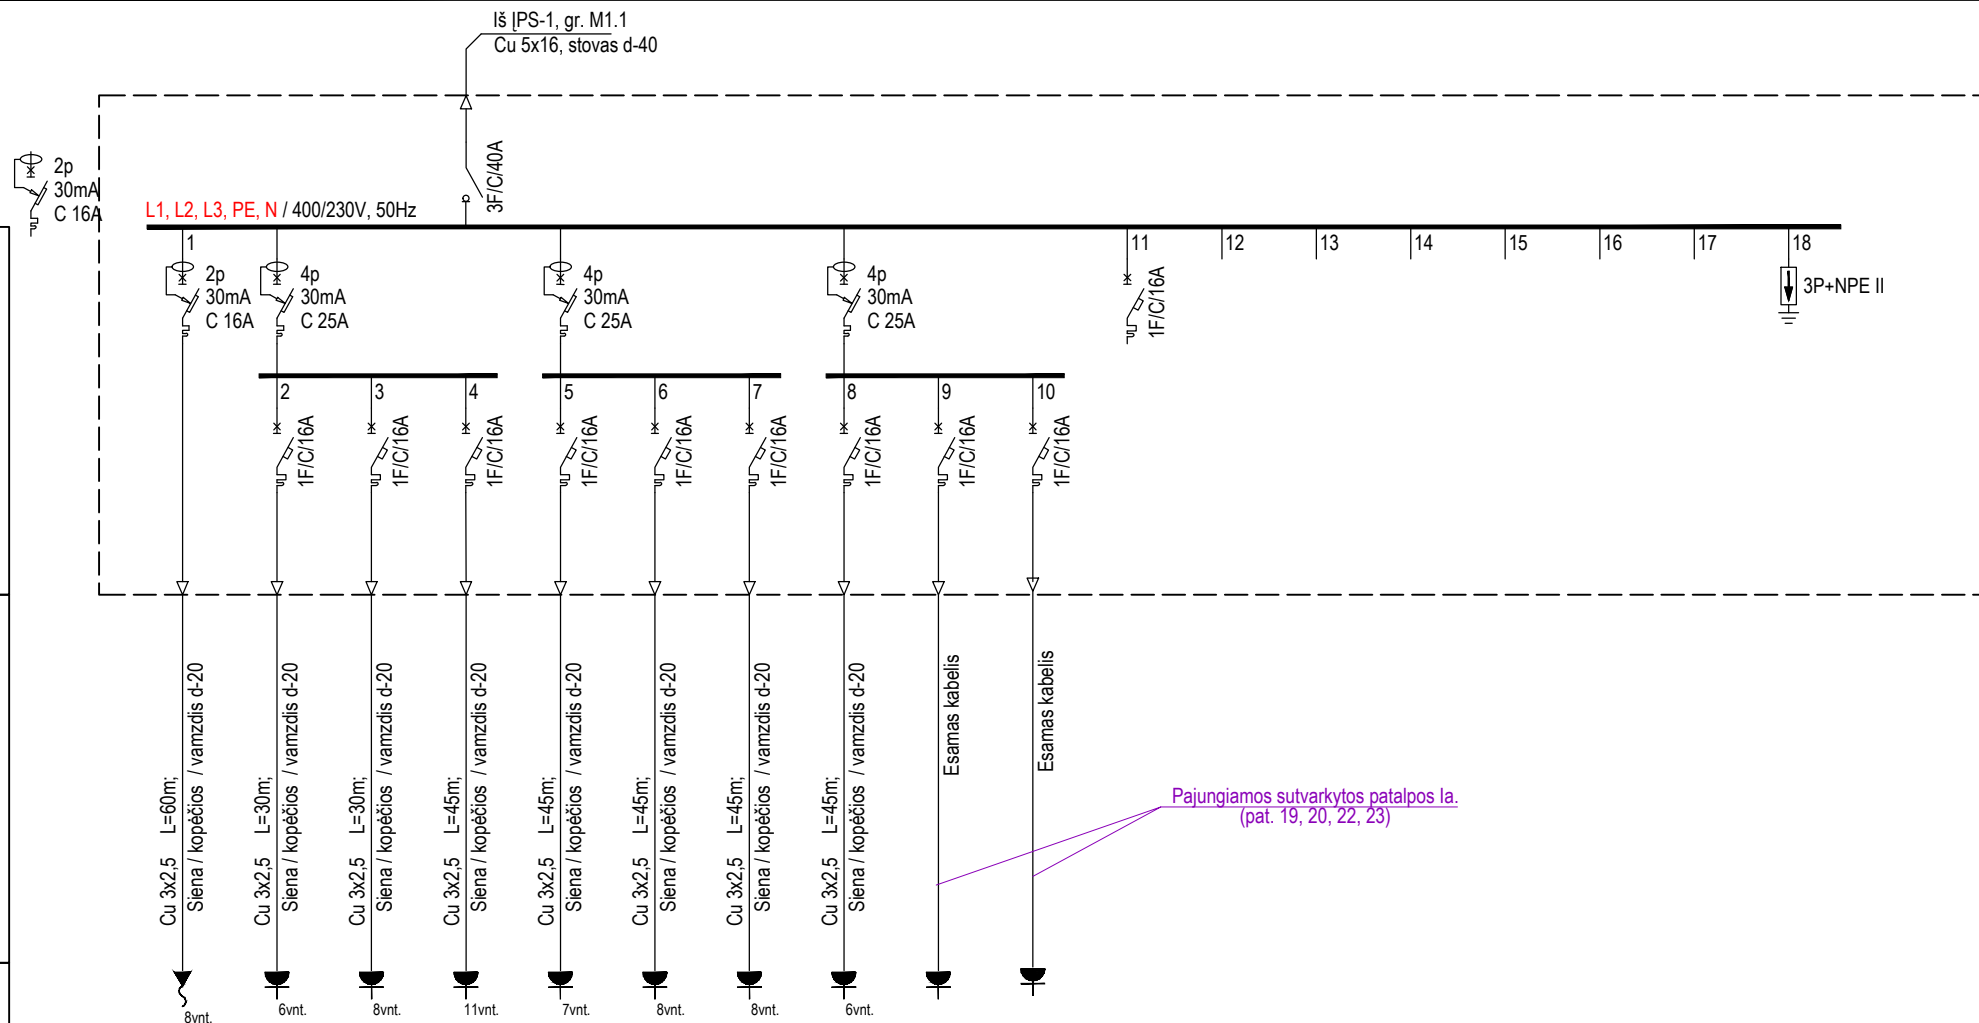 Iš ĮPS-1, gr. M1.1
Cu 5x16, stovas d-40
3F/C/40A
2p
30mA
C 16A
L1, L2, L3, PE, N / 400/230V, 50Hz
1
11
12
13
14
15
16
17
18
2p
30mA
C 16A
4p
30mA
C 25A
4p
30mA
C 25A
4p
30mA
C 25A
1F/C/16A
3P+NPE II
2
3
4
5
6
7
8
9
10
1F/C/16A
1F/C/16A
1F/C/16A
1F/C/16A
1F/C/16A
1F/C/16A
1F/C/16A
1F/C/16A
1F/C/16A
Cu 3x2,5 L=60m;
Siena / kopėčios / vamzdis d-20
Cu 3x2,5 L=30m;
Siena / kopėčios / vamzdis d-20
Cu 3x2,5 L=30m;
Siena / kopėčios / vamzdis d-20
Cu 3x2,5 L=45m;
Siena / kopėčios / vamzdis d-20
Cu 3x2,5 L=45m;
Siena / kopėčios / vamzdis d-20
Cu 3x2,5 L=45m;
Siena / kopėčios / vamzdis d-20
Cu 3x2,5 L=45m;
Siena / kopėčios / vamzdis d-20
Cu 3x2,5 L=45m;
Siena / kopėčios / vamzdis d-20
Esamas kabelis
Esamas kabelis
Pajungiamos sutvarkytos patalpos Ia.
(pat. 19, 20, 22, 23)
8vnt.
6vnt.
8vnt.
11vnt.
7vnt.
8vnt.
8vnt.
6vnt.